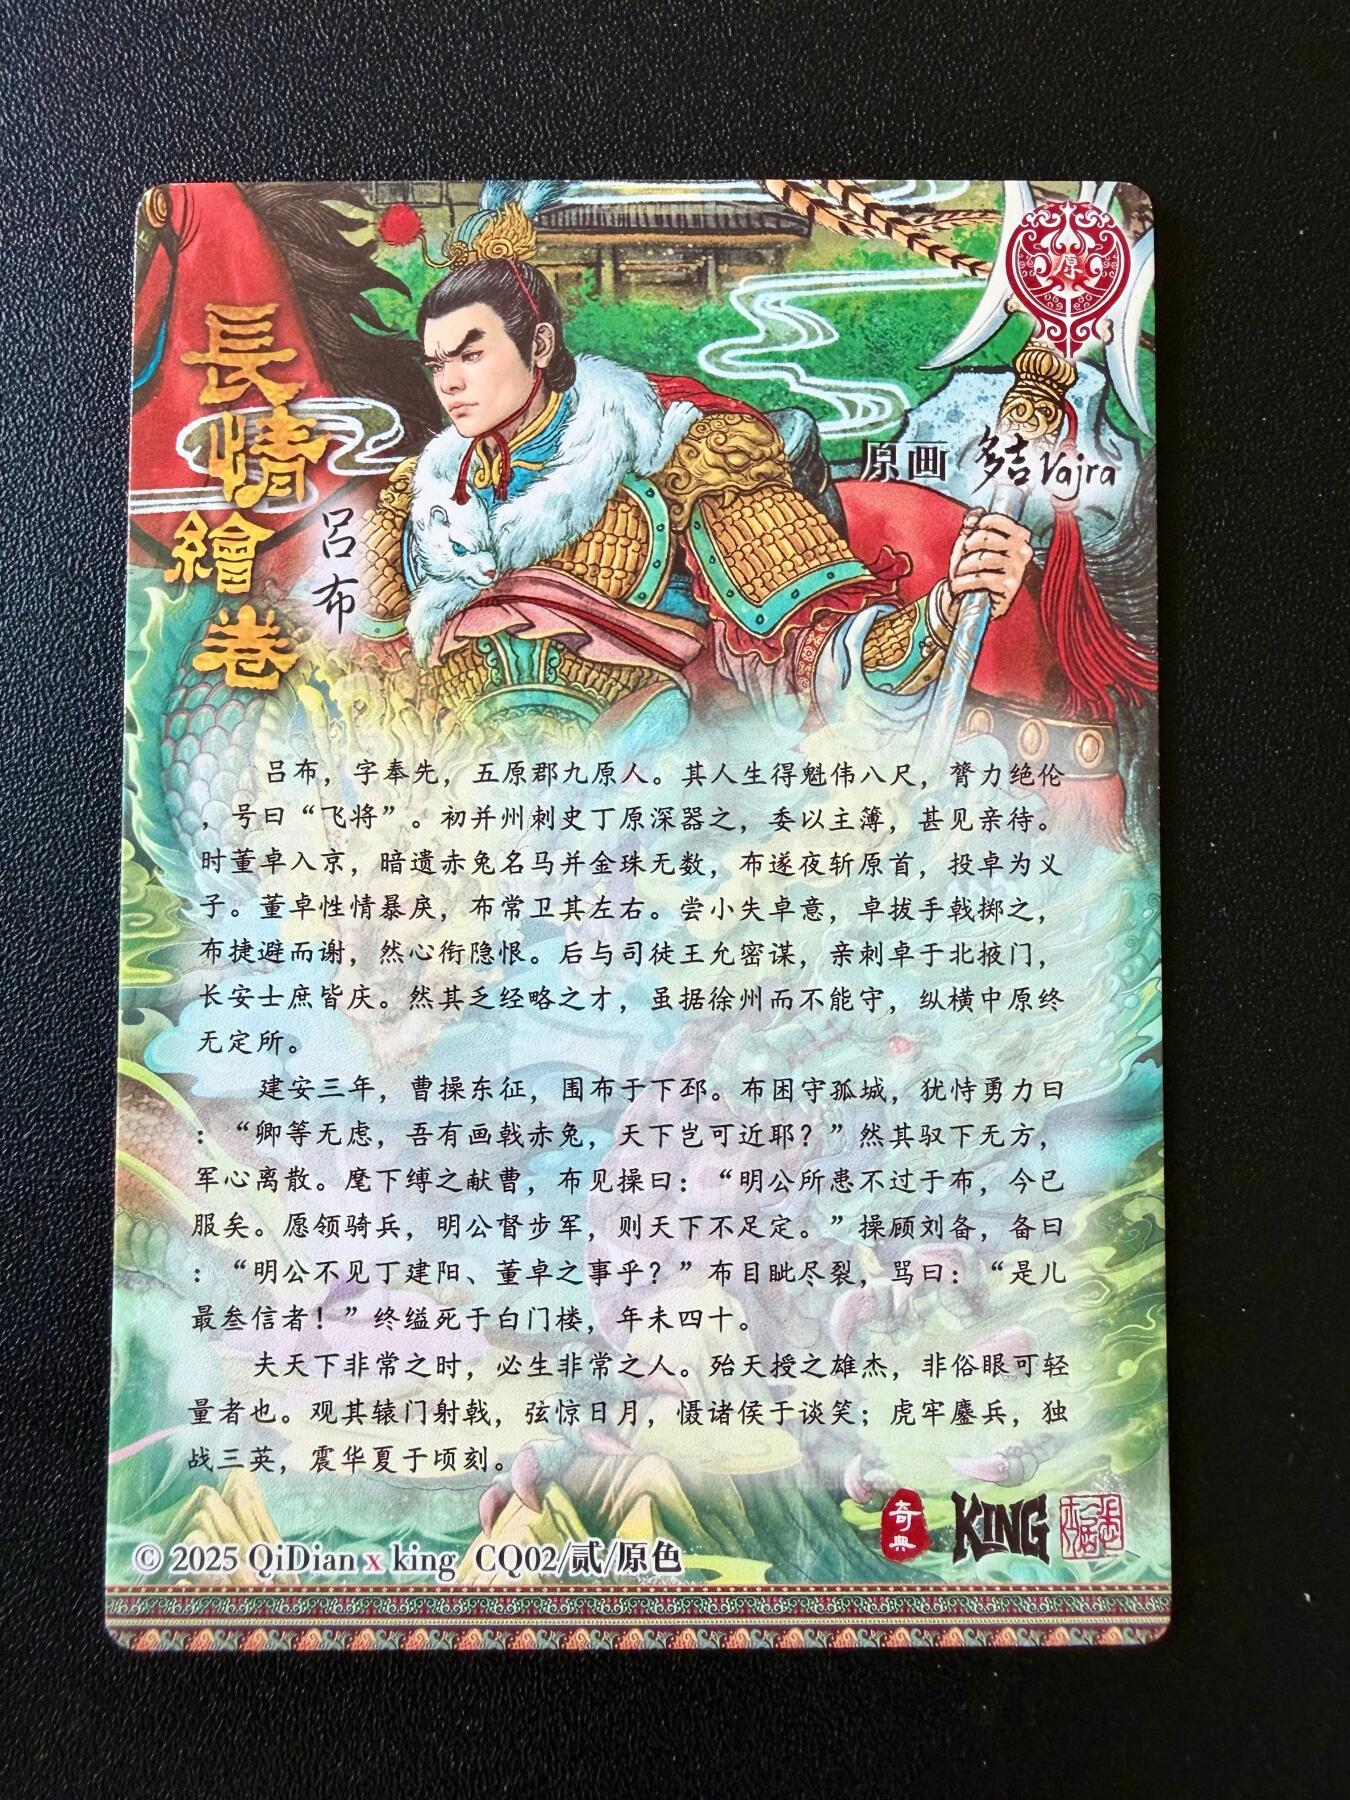 長情繪卷
呂布
原
原画 多吉Vajra
吕布，字奉先，五原郡九原人。其人生得魁伟八尺，膂力绝伦
，号曰“飞将”。初并州刺史丁原深器之，委以主簿，甚见亲待。
时董卓入京，暗遗赤兔名马并金珠无数，布遂夜斩原首，投卓为义
子。董卓性情暴戾，布常卫其左右。尝小失卓意，卓拔手戟掷之，
布捷避而谢，然心衔隐恨。后与司徒王允密谋，亲刺卓于北掖门，
长安士庶皆庆。然其乏经略之才，虽据徐州而不能守，纵横中原终
无定所。
建安三年，曹操东征，围布于下邳。布困守孤城，犹恃勇力曰
：“卿等无虑，吾有画戟赤兔，天下岂可近耶？”然其驭下无方，
军心离散。麾下缚之献曹，布见操曰：“明公所患不过于布，今已
服矣。愿领骑兵，明公督步军，则天下不足定。”操顾刘备，备曰
：“明公不见丁建阳、董卓之事乎？”布目眦尽裂，骂曰：“是儿
最叁信者！”终缢死于白门楼，年未四十。
夫天下非常之时，必生非常之人。殆天授之雄杰，非俗眼可轻
量者也。观其辕门射戟，弦惊日月，慑诸侯于谈笑；虎牢鏖兵，独
战三英，震华夏于顷刻。
奇典 KING
© 2025 QiDian x king CQ02/贰/原色